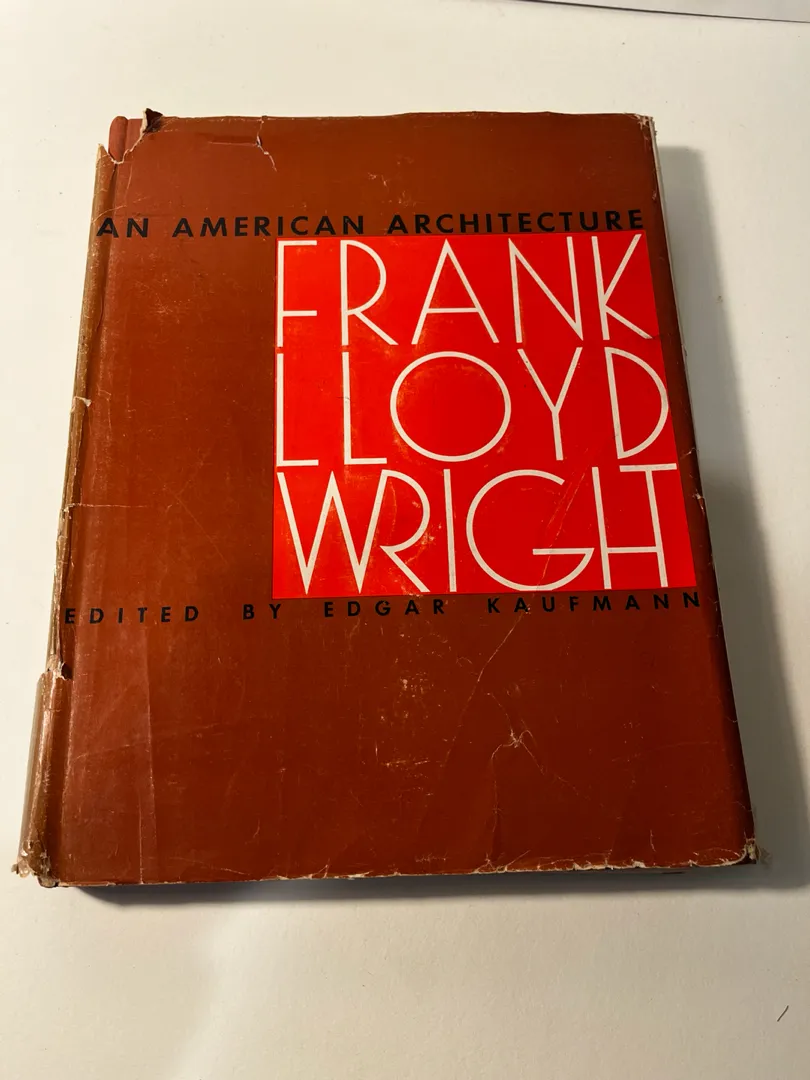 AN AMERICAN ARCHITECTURE
FRANK
LLOYD
WRIGHT
EDITED BY EDGAR KAUFMANN